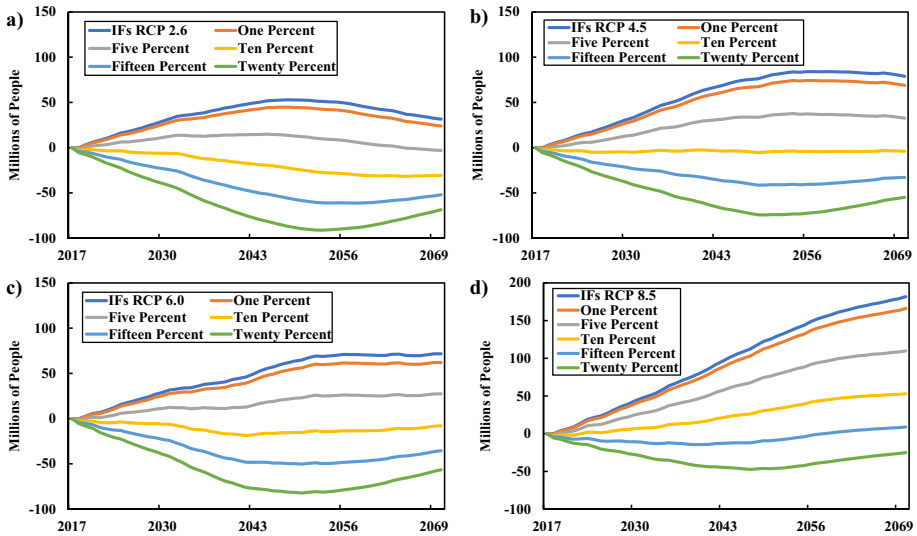 a)
150
100
50
0
-50
-100
Millions of People
IFs RCP 2.6 One Percent
Five Percent Ten Percent
Fifteen Percent Twenty Percent
2017 2030 2043 2056 2069
b)
150
100
50
0
-50
-100
Millions of People
IFs RCP 4.5 One Percent
Five Percent Ten Percent
Fifteen Percent Twenty Percent
2017 2030 2043 2056 2069
c)
150
100
50
0
-50
-100
Millions of People
IFs RCP 6.0 One Percent
Five Percent Ten Percent
Fifteen Percent Twenty Percent
2017 2030 2043 2056 2069
d)
200
150
100
50
0
-50
-100
Millions of People
IFs RCP 8.5
One Percent
Five Percent
Ten Percent
Fifteen Percent
Twenty Percent
2017 2030 2043 2056 2069